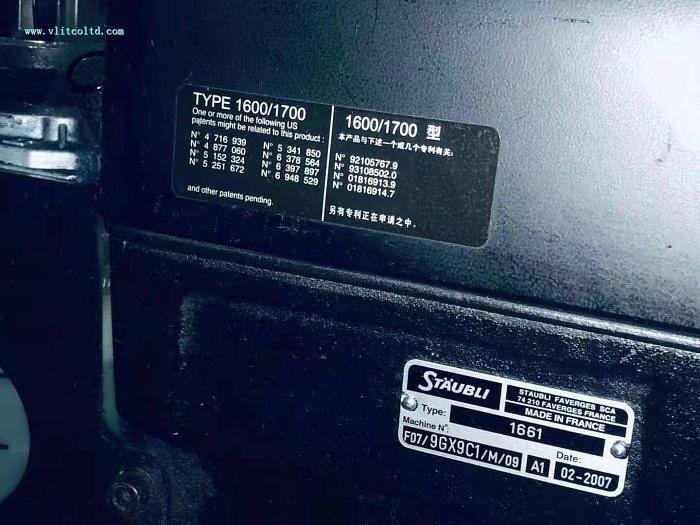 www.vlitcoltd.com
TYPE 1600/1700
One or more of the following US
patents might be related to this product :
N° 4 716 939
N° 4 877 060
N° 5 152 324
N° 5 251 672
N° 5 341 850
N° 6 378 564
N° 6 397 897
N° 6 948 529
and other patents pending.
1600/1700 型
本产品与下述一个或几个专利有关:
N° 92105767.9
N° 93108502.0
N° 01816913.9
N° 01816914.7
另有专利正在申请之中.
STÄUBLI
STAUBLI FAVERGES SCA
74 210 FAVERGES FRANCE
MADE IN FRANCE
Type: 1661
Machine N°: Date:
F07/9GX9C1/M/09 A1 02-2007